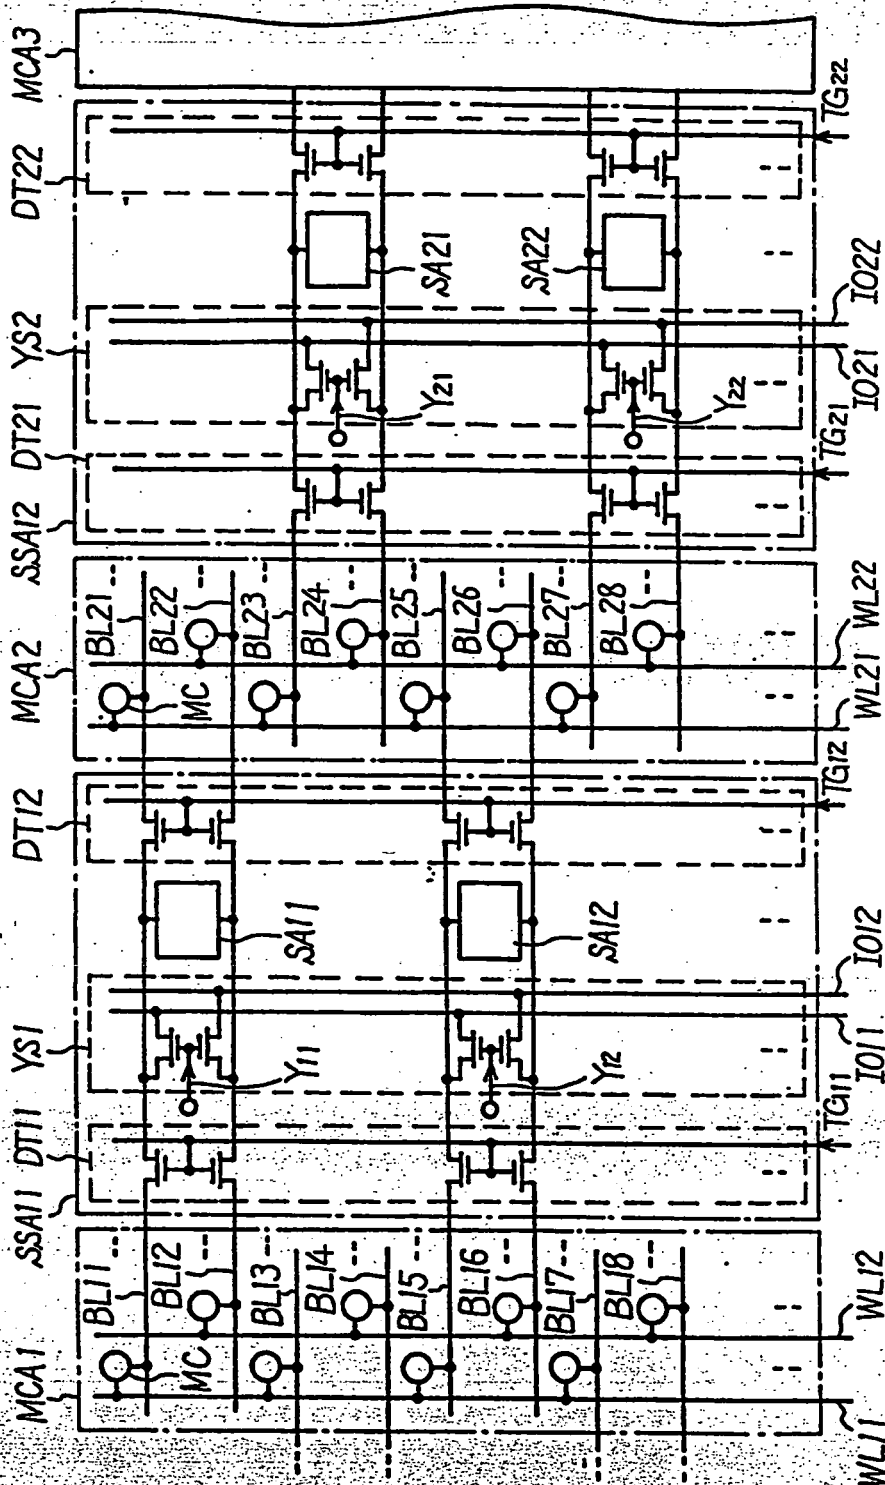 MCA1
SSA11
DT11
YS1
DT12
MCA2
SSA12
DT21
YS2
DT22
MCA3
BL11
BL12
BL13
BL14
BL15
BL16
BL17
BL18
MC
Y11
Y12
SA11
SA12
BL21
BL22
BL23
BL24
BL25
BL26
BL27
BL28
MC
Y21
Y22
SA21
SA22
WL11
WL12
TG11
IO11
IO12
TG12
WL21
WL22
TG21
IO21
IO22
TG22